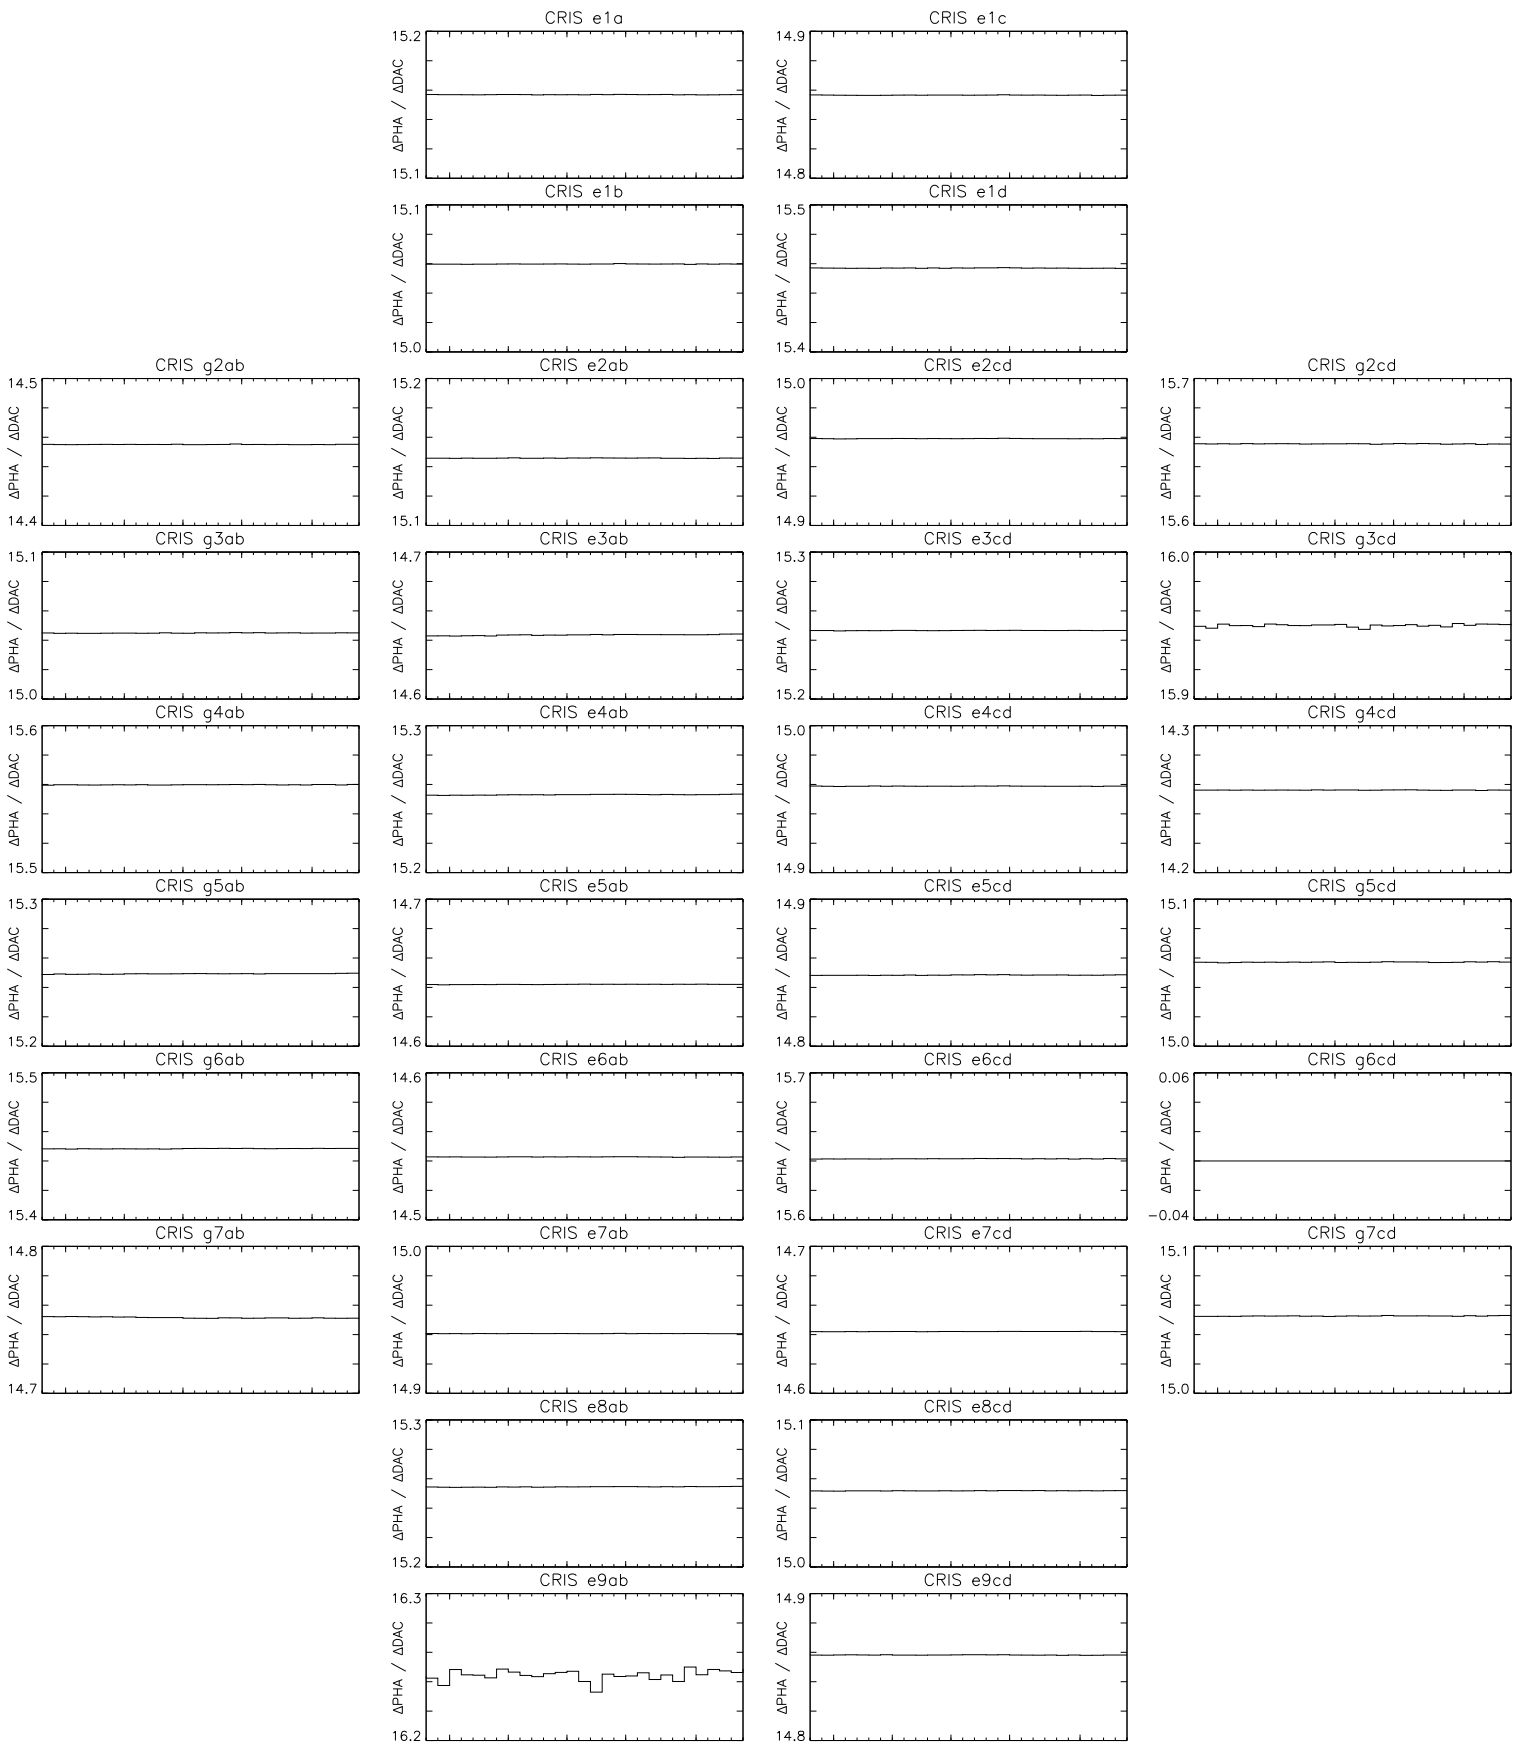 CRIS e1a
15.2
ΔPHA / ΔDAC
15.1
CRIS e1c
14.9
ΔPHA / ΔDAC
14.8
CRIS e1b
15.1
ΔPHA / ΔDAC
15.0
CRIS e1d
15.5
ΔPHA / ΔDAC
15.4
CRIS g2ab
14.5
ΔPHA / ΔDAC
14.4
CRIS e2ab
15.2
ΔPHA / ΔDAC
15.1
CRIS e2cd
15.0
ΔPHA / ΔDAC
14.9
CRIS g2cd
15.7
ΔPHA / ΔDAC
15.6
CRIS g3ab
15.1
ΔPHA / ΔDAC
15.0
CRIS e3ab
14.7
ΔPHA / ΔDAC
14.6
CRIS e3cd
15.3
ΔPHA / ΔDAC
15.2
CRIS g3cd
16.0
ΔPHA / ΔDAC
15.9
CRIS g4ab
15.6
ΔPHA / ΔDAC
15.5
CRIS e4ab
15.3
ΔPHA / ΔDAC
15.2
CRIS e4cd
15.0
ΔPHA / ΔDAC
14.9
CRIS g4cd
14.3
ΔPHA / ΔDAC
14.2
CRIS g5ab
15.3
ΔPHA / ΔDAC
15.2
CRIS e5ab
14.7
ΔPHA / ΔDAC
14.6
CRIS e5cd
14.9
ΔPHA / ΔDAC
14.8
CRIS g5cd
15.1
ΔPHA / ΔDAC
15.0
CRIS g6ab
15.5
ΔPHA / ΔDAC
15.4
CRIS e6ab
14.6
ΔPHA / ΔDAC
14.5
CRIS e6cd
15.7
ΔPHA / ΔDAC
15.6
CRIS g6cd
0.06
ΔPHA / ΔDAC
−0.04
CRIS g7ab
14.8
ΔPHA / ΔDAC
14.7
CRIS e7ab
15.0
ΔPHA / ΔDAC
14.9
CRIS e7cd
14.7
ΔPHA / ΔDAC
14.6
CRIS g7cd
15.1
ΔPHA / ΔDAC
15.0
CRIS e8ab
15.3
ΔPHA / ΔDAC
15.2
CRIS e8cd
15.1
ΔPHA / ΔDAC
15.0
CRIS e9ab
16.3
ΔPHA / ΔDAC
16.2
CRIS e9cd
14.9
ΔPHA / ΔDAC
14.8